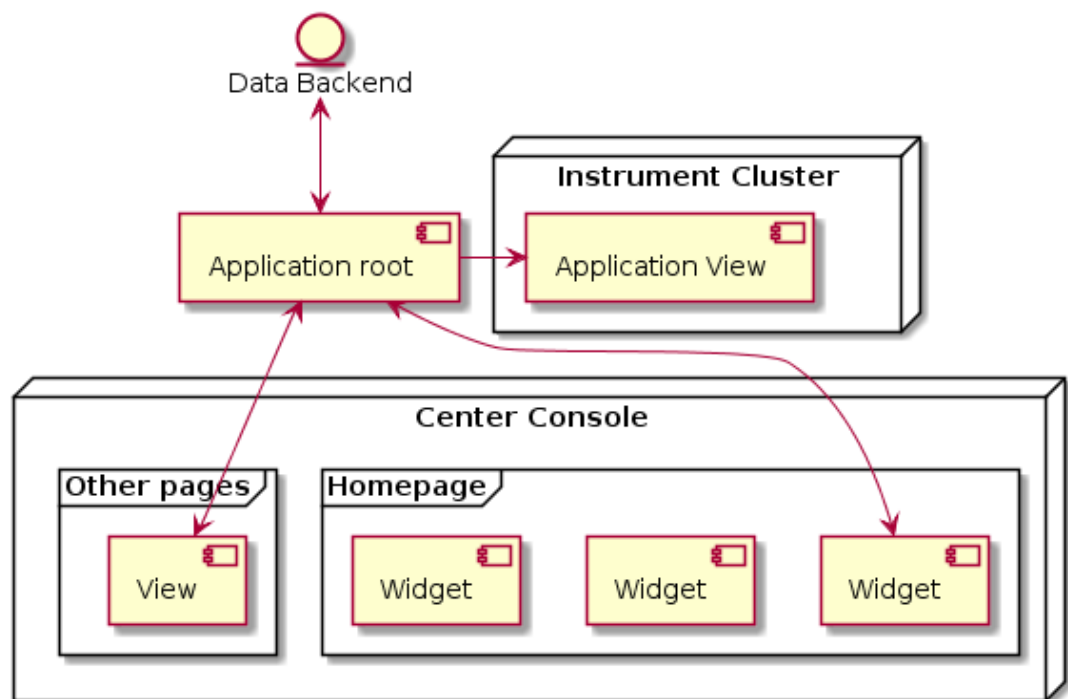 Data Backend
Instrument Cluster
Application root
Application View
Center Console
Other pages
Homepage
View
Widget
Widget
Widget